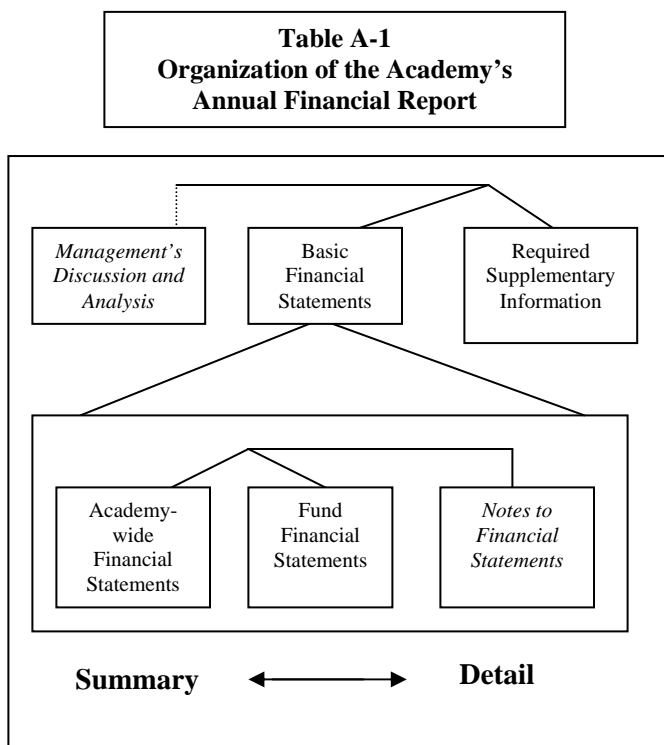 Table A-1
Organization of the Academy’s
Annual Financial Report
Management’s
Discussion and
Analysis
Basic
Financial
Statements
Required
Supplementary
Information
Academy-
wide
Financial
Statements
Fund
Financial
Statements
Notes to
Financial
Statements
Summary
Detail